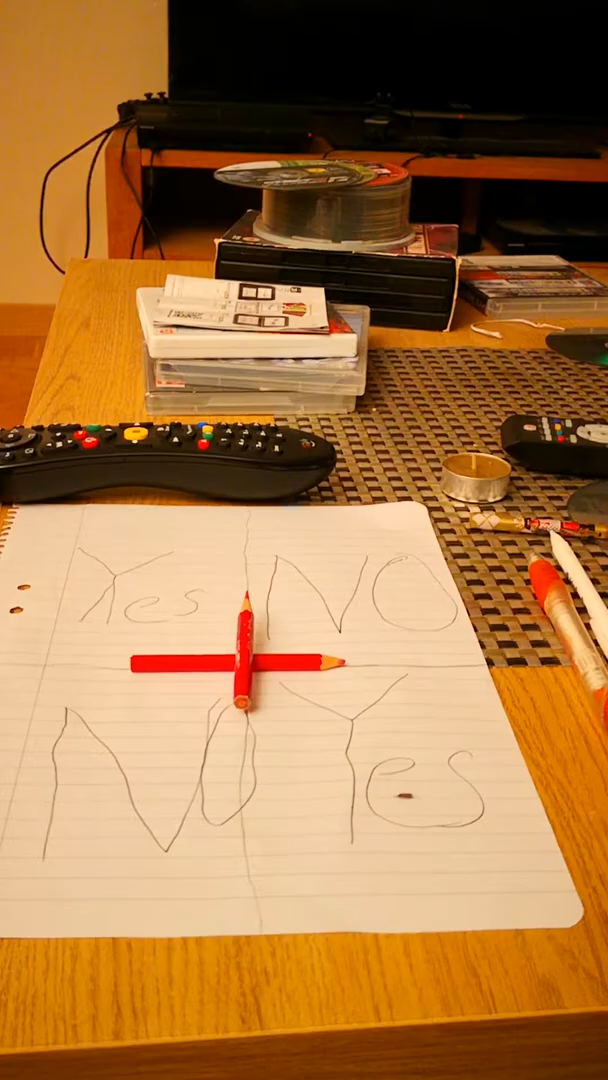 Yes NO
NO Yes